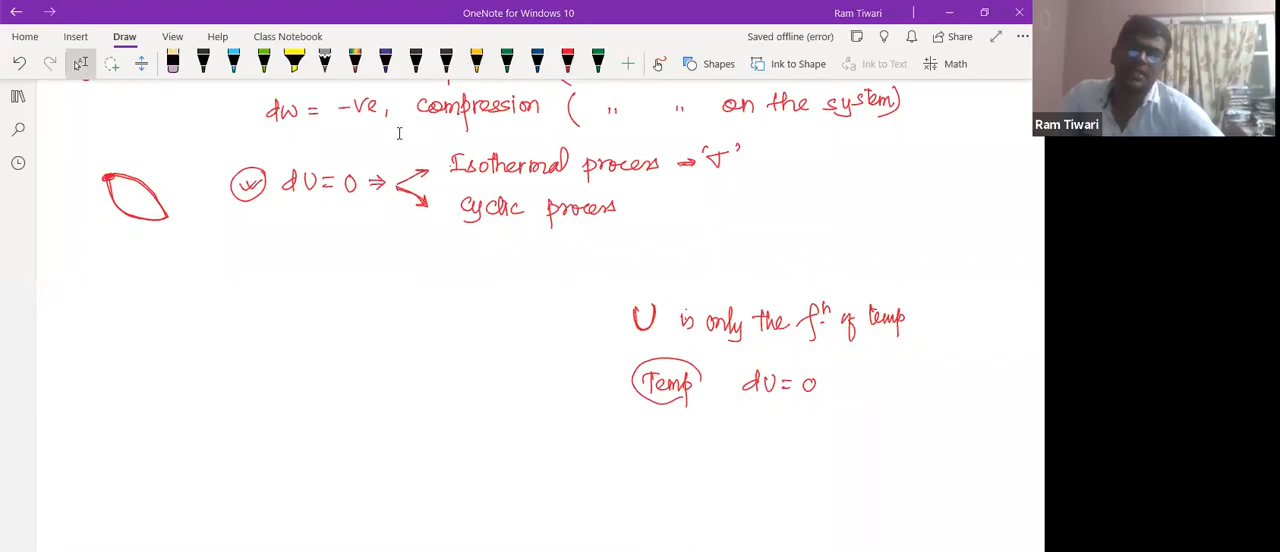 OneNote for Windows 10
Ram Tiwari
Home Insert Draw View Help Class Notebook
Saved offline (error)
Share
Shapes
Ink to Shape
Ink to Text
Math
Ram Tiwari
dw = -ve, compression ( " " on the system)
dU = 0 ⇒ Isothermal process → 'T'
cyclic process
U is only the fⁿ of temp
Temp dU = 0